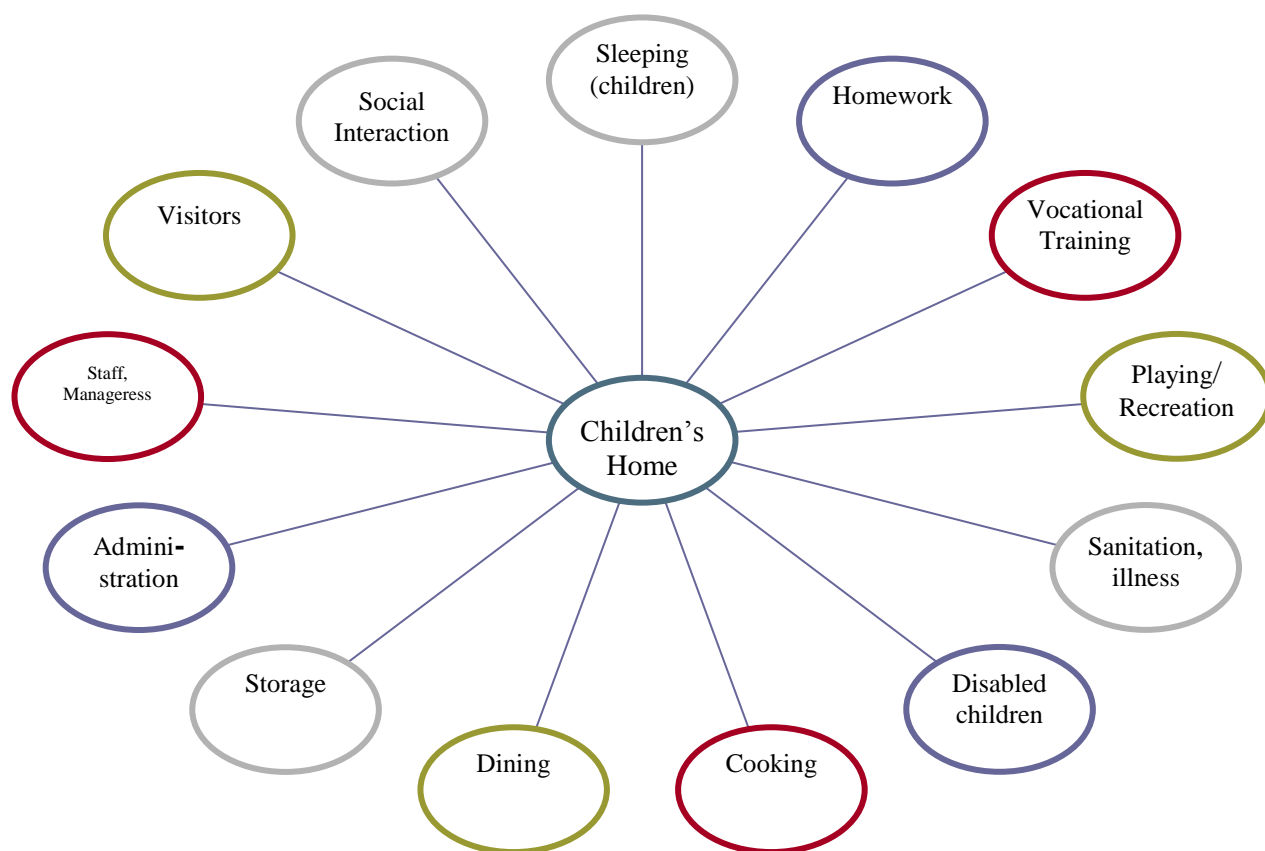 Sleeping
(children)
Homework
Social
Interaction
Vocational
Training
Visitors
Playing/
Recreation
Staff,
Manageress
Children’s
Home
Admini-
stration
Sanitation,
illness
Storage
Disabled
children
Dining
Cooking